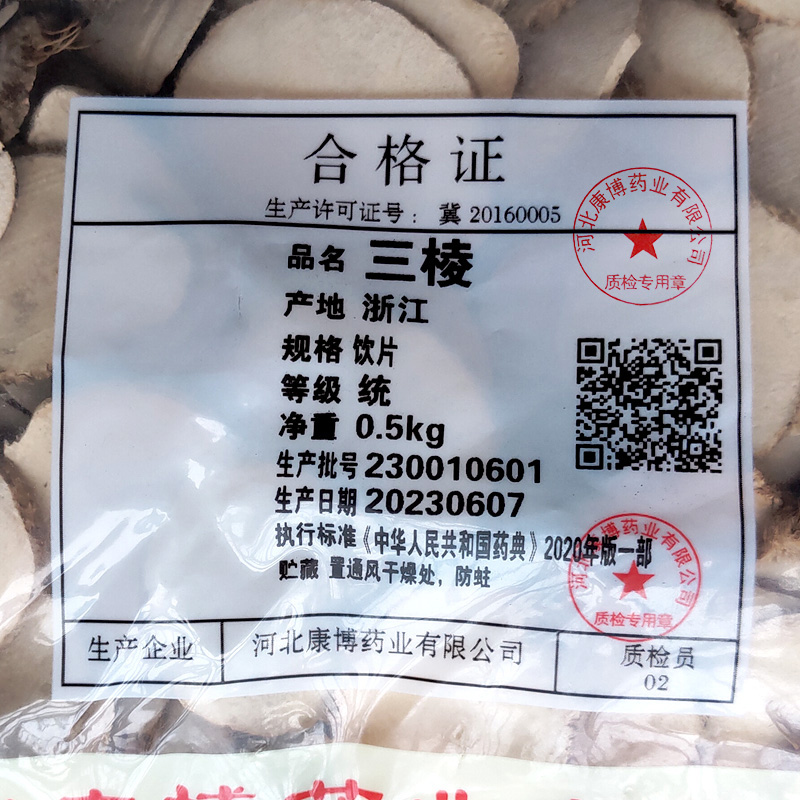 合格证
生产许可证号：冀 20160005
河北康博药业有限公司
质检专用章
品名 三棱
产地 浙江
规格 饮片
等级 统
净重 0.5kg
生产批号 230010601
生产日期 20230607
执行标准《中华人民共和国药典》2020年版一部
贮藏 置通风干燥处，防蛀
河北康博药业有限公司
质检专用章
生产企业 河北康博药业有限公司 质检员
02